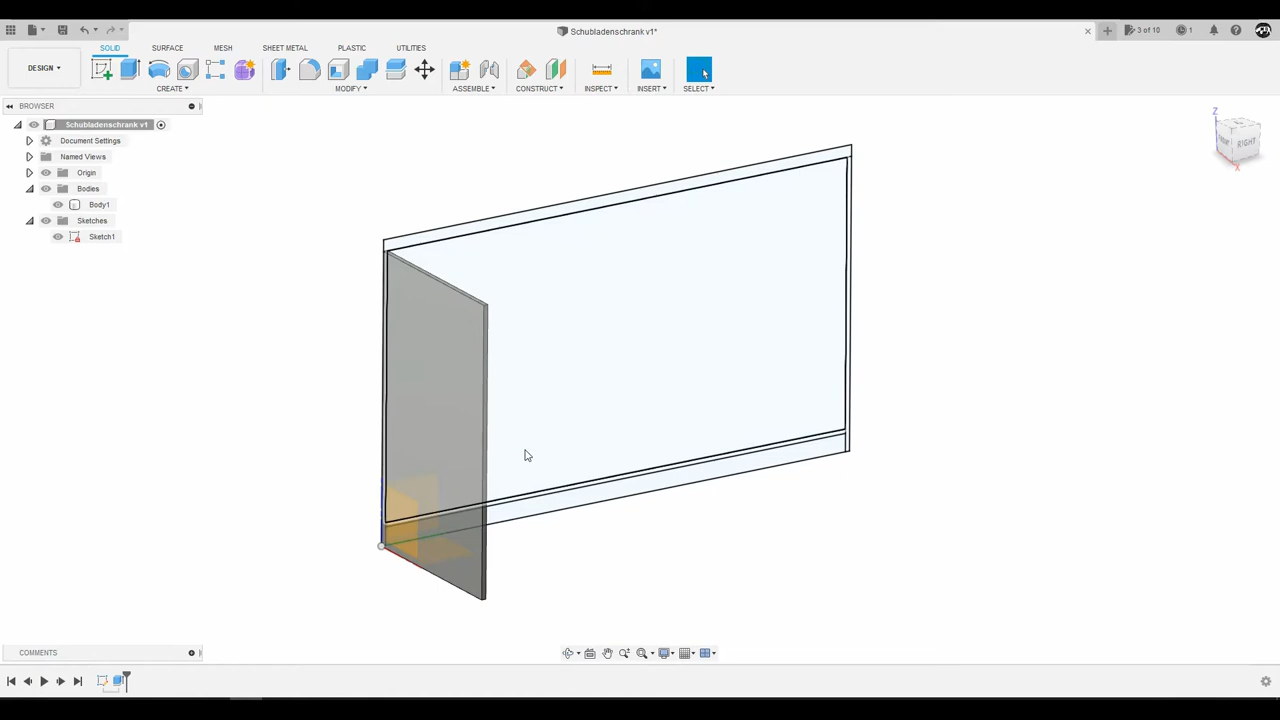 Schubladenschrank v1*
3 of 10
1
DESIGN
SOLID
SURFACE
MESH
SHEET METAL
PLASTIC
UTILITIES
CREATE
MODIFY
ASSEMBLE
CONSTRUCT
INSPECT
INSERT
SELECT
BROWSER
Schubladenschrank v1
Document Settings
Named Views
Origin
Bodies
Body1
Sketches
Sketch1
Z
RIGHT
X
COMMENTS